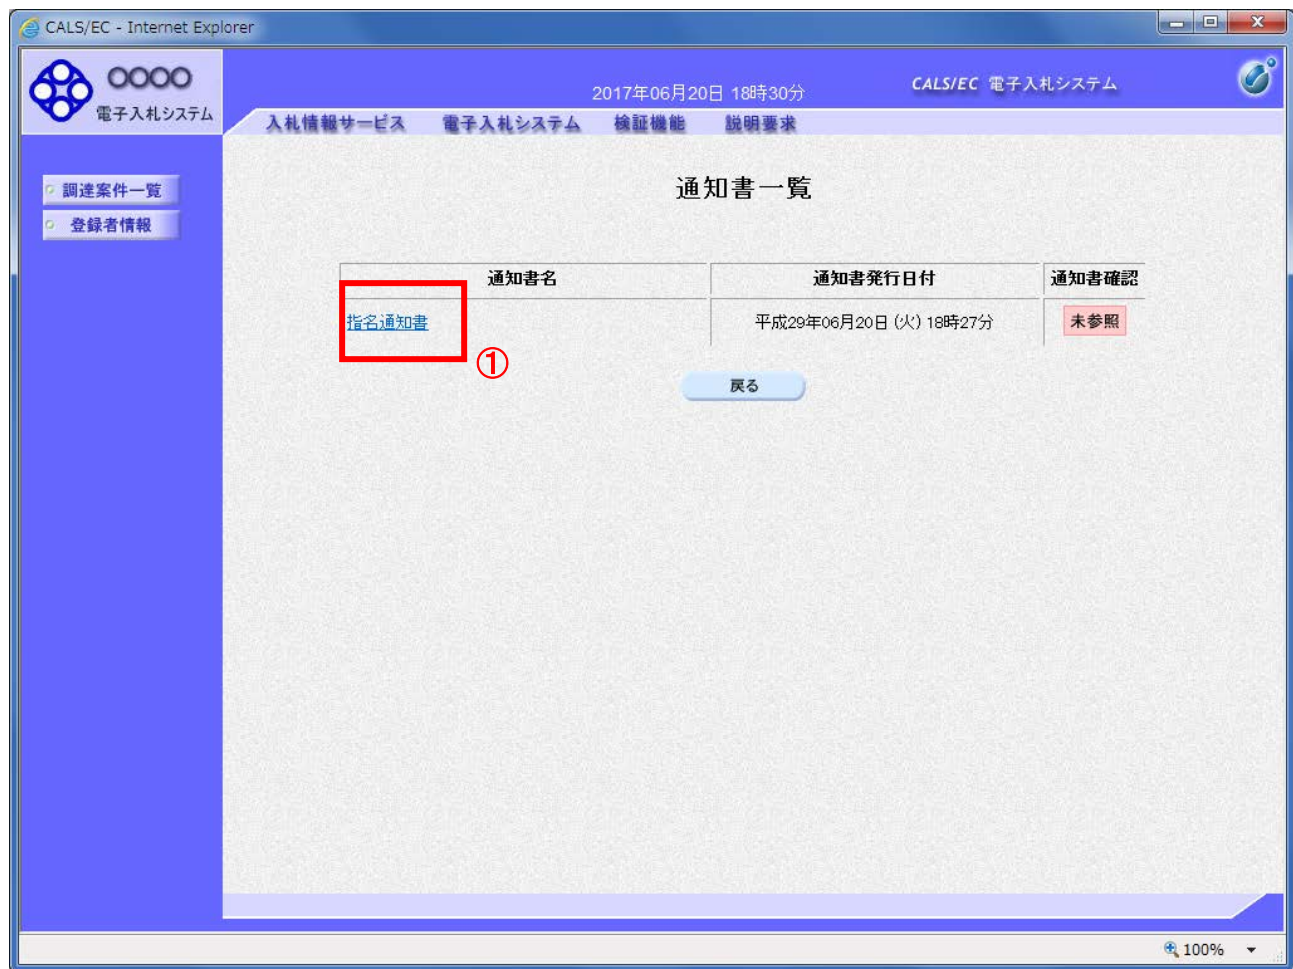 CALS/EC - Internet Explorer
〇〇〇〇
電子入札システム
2017年06月20日 18時30分
CALS/EC 電子入札システム
入札情報サービス 電子入札システム 検証機能 説明要求
調達案件一覧
登録者情報
通知書一覧
通知書名 通知書発行日付 通知書確認
指名通知書 平成29年06月20日 (火) 18時27分 未参照
①
戻る
100%